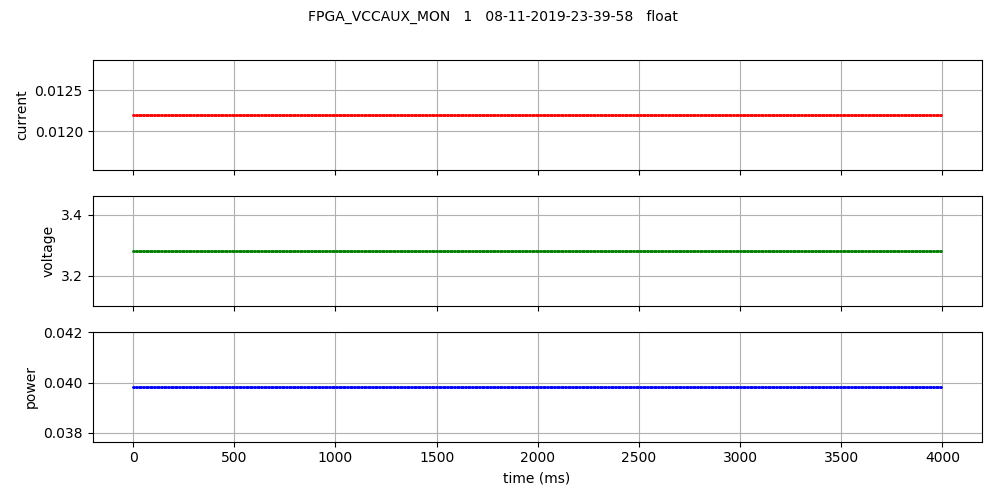 FPGA_VCCAUX_MON 1 08-11-2019-23-39-58 float
0.0125
0.0120
current
3.4
3.2
voltage
0.042
0.040
0.038
power
0 500 1000 1500 2000 2500 3000 3500 4000
time (ms)